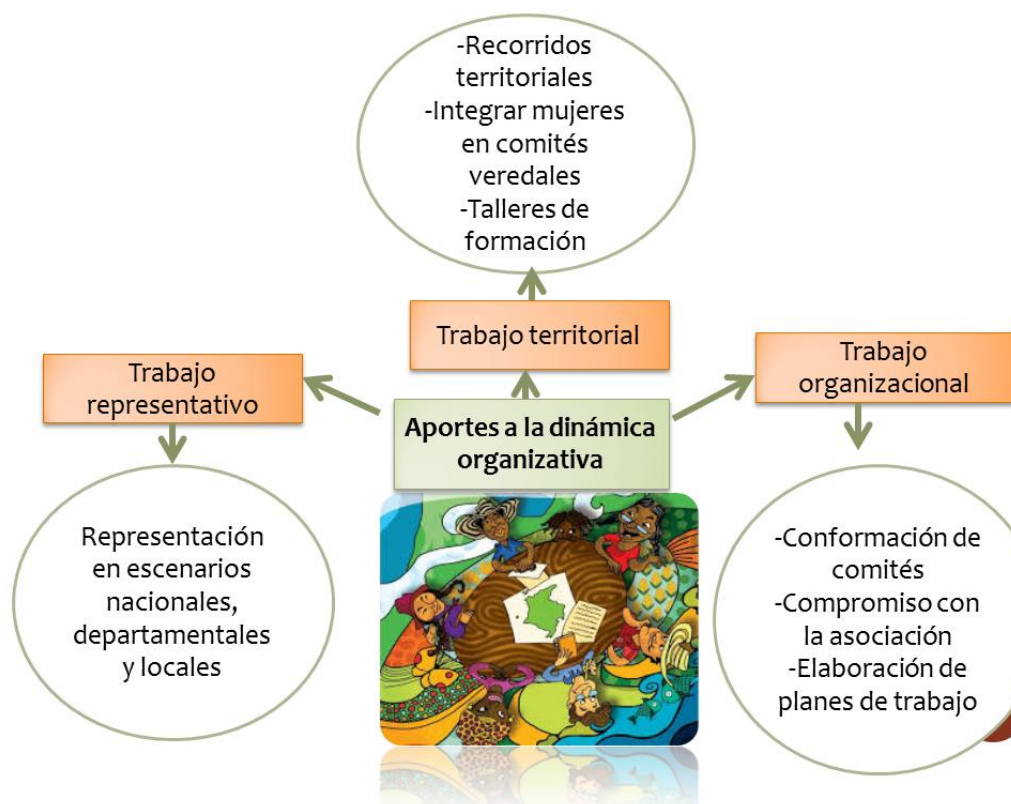 -Recorridos
territoriales
-Integrar mujeres
en comités
veredales
-Talleres de
formación
Trabajo territorial
Trabajo
representativo
Trabajo
organizacional
Aportes a la dinámica
organizativa
Representación
en escenarios
nacionales,
departamentales
y locales
-Conformación de
comités
-Compromiso con
la asociación
-Elaboración de
planes de trabajo